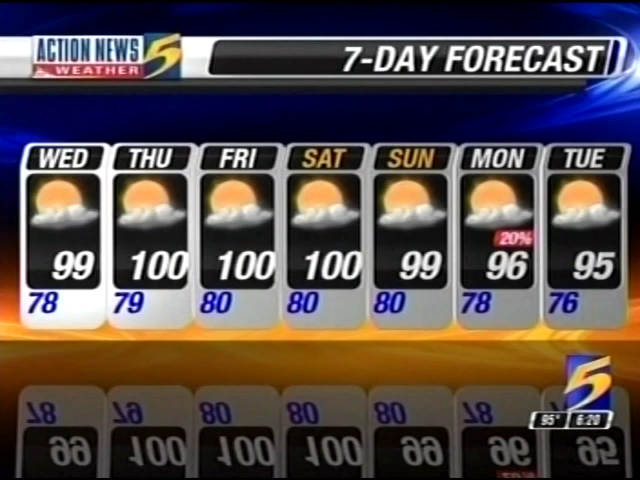 ACTION NEWS 5
WEATHER
7-DAY FORECAST
WED THU FRI SAT SUN MON TUE
20%
99 100 100 100 99 96 95
78 79 80 80 80 78 76
5
95° 6:20